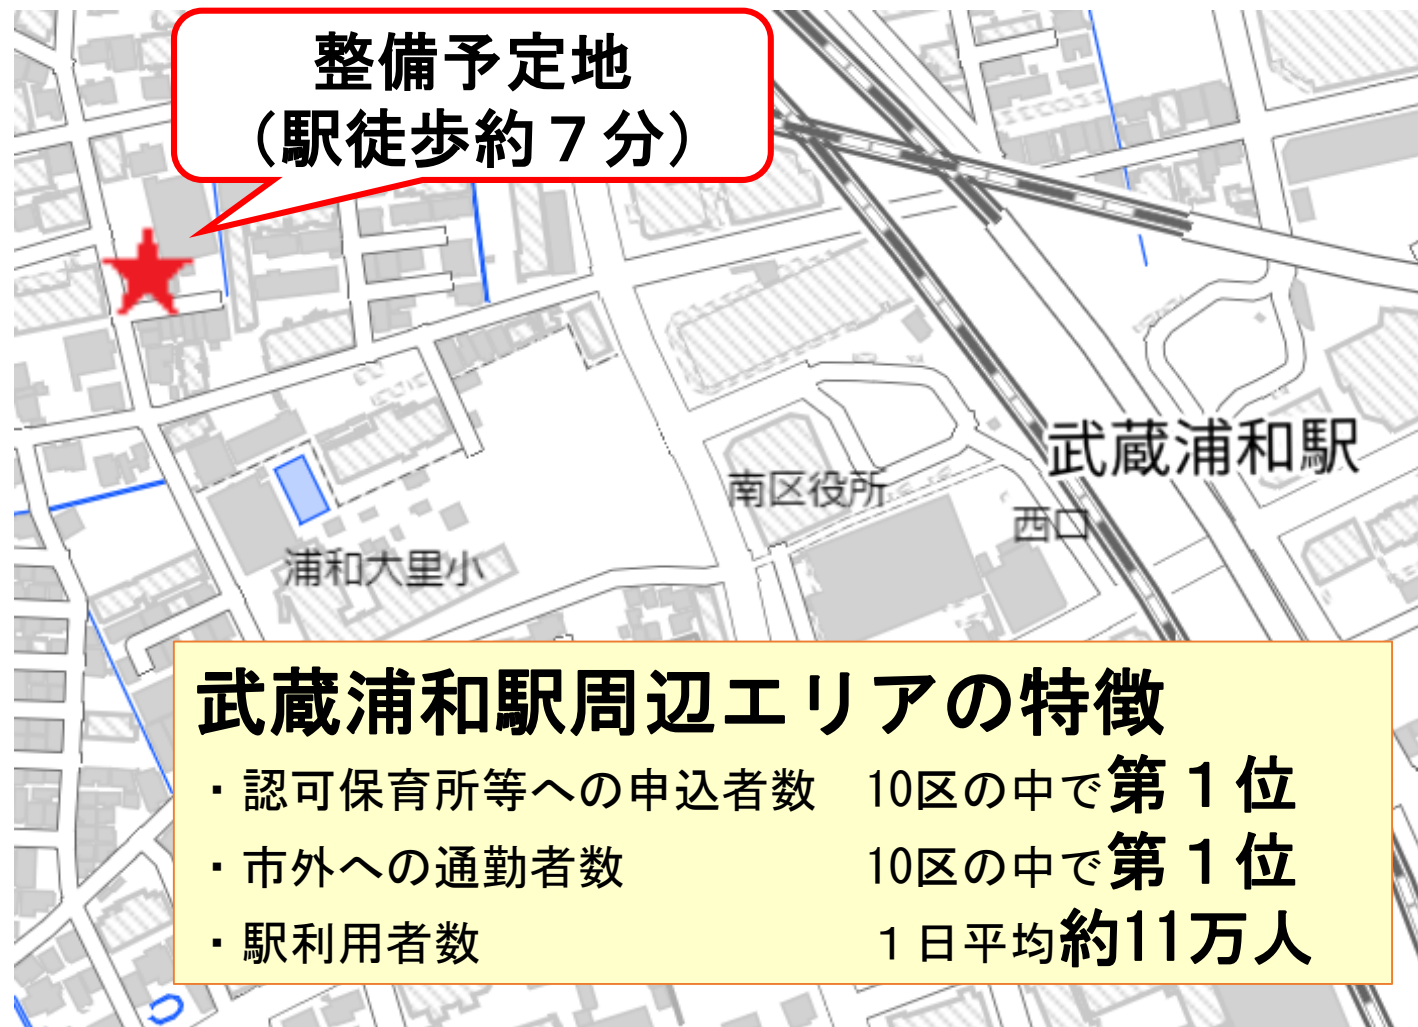 整備予定地
（駅徒歩約７分）
武蔵浦和駅
南区役所
西口
浦和大里小
武蔵浦和駅周辺エリアの特徴
・認可保育所等への申込者数　10区の中で第１位
・市外への通勤者数　10区の中で第１位
・駅利用者数　１日平均約11万人